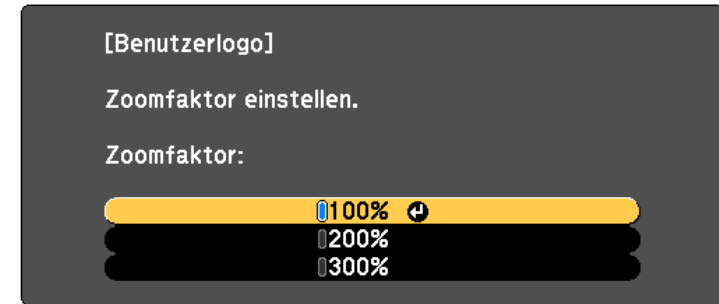 [Benutzerlogo]
Zoomfaktor einstellen.
Zoomfaktor:
100%
200%
300%